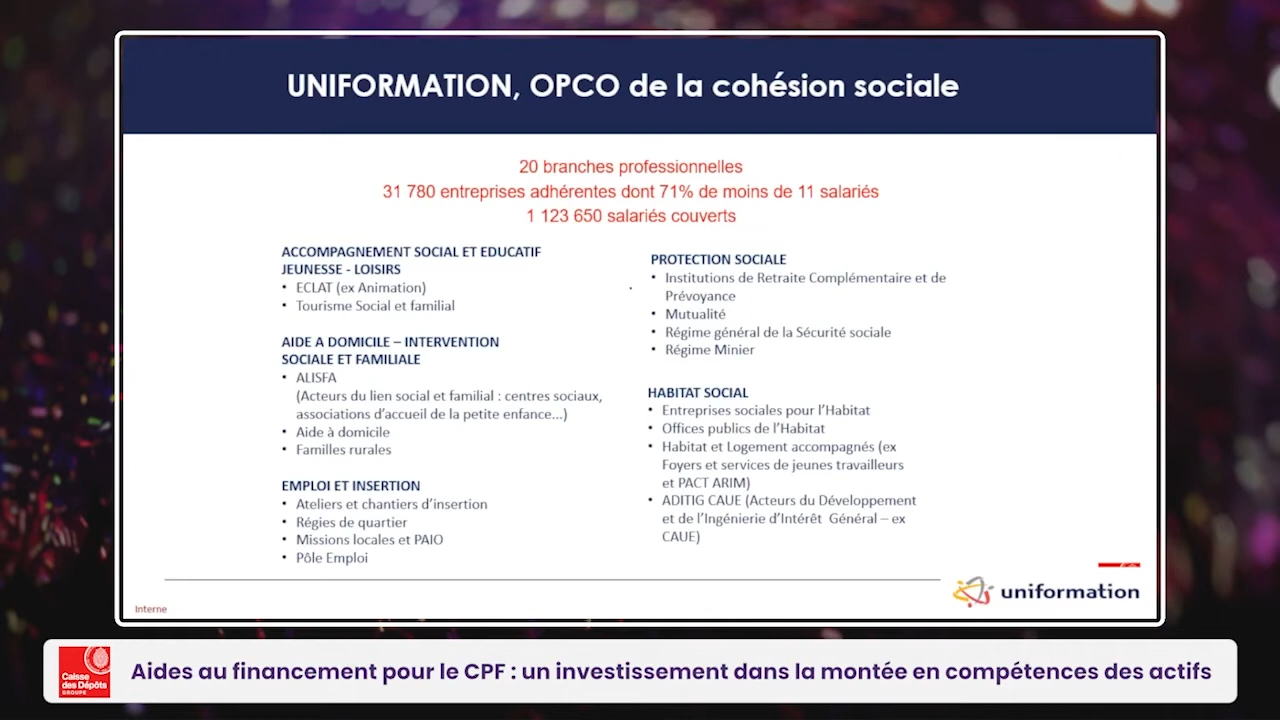 UNIFORMATION, OPCO de la cohésion sociale
20 branches professionnelles
31 780 entreprises adhérentes dont 71% de moins de 11 salariés
1 123 650 salariés couverts
ACCOMPAGNEMENT SOCIAL ET EDUCATIF
JEUNESSE - LOISIRS
• ECLAT (ex Animation)
• Tourisme Social et familial
AIDE A DOMICILE – INTERVENTION
SOCIALE ET FAMILIALE
• ALISFA
(Acteurs du lien social et familial : centres sociaux,
associations d’accueil de la petite enfance...)
• Aide à domicile
• Familles rurales
EMPLOI ET INSERTION
• Ateliers et chantiers d’insertion
• Régies de quartier
• Missions locales et PAIO
• Pôle Emploi
PROTECTION SOCIALE
• Institutions de Retraite Complémentaire et de
Prévoyance
• Mutualité
• Régime général de la Sécurité sociale
• Régime Minier
HABITAT SOCIAL
• Entreprises sociales pour l’Habitat
• Offices publics de l’Habitat
• Habitat et Logement accompagnés (ex
Foyers et services de jeunes travailleurs
et PACT ARIM)
• ADITIG CAUE (Acteurs du Développement
et de l’Ingénierie d’Intérêt Général – ex
CAUE)
uniformation
Interne
Caisse
des Dépôts
GROUPE
Aides au financement pour le CPF : un investissement dans la montée en compétences des actifs